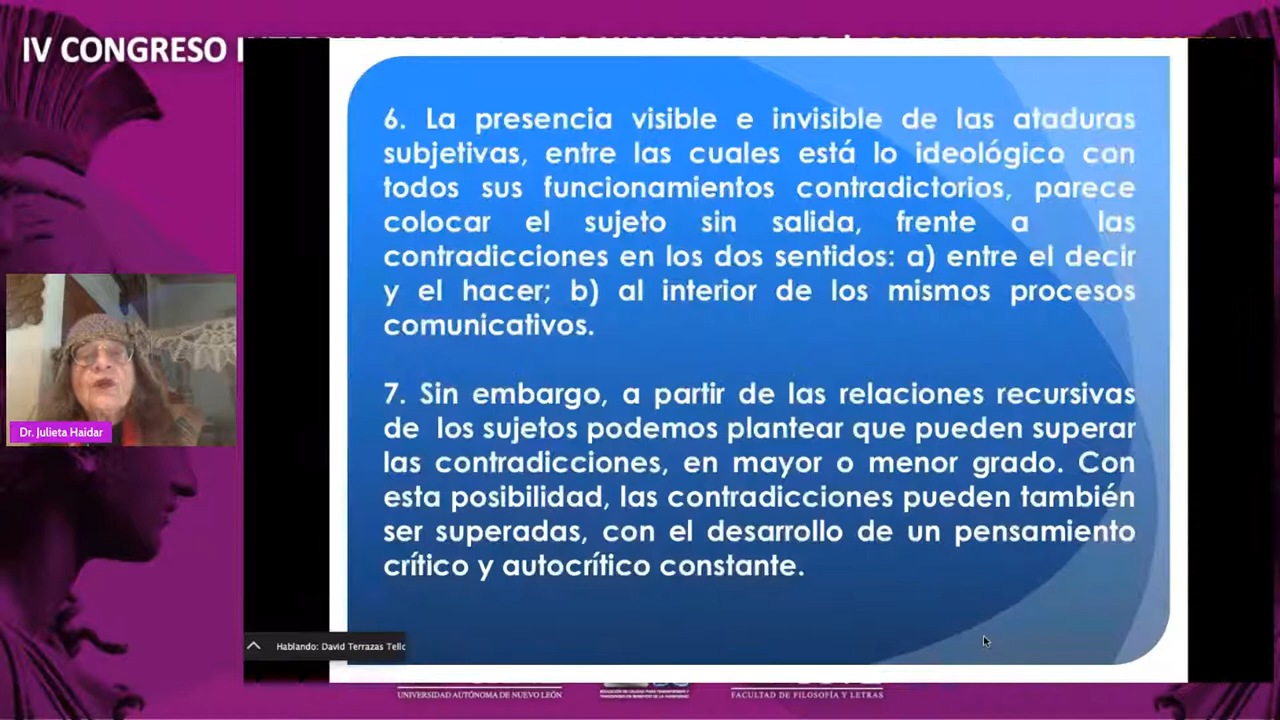 IV CONGRESO
6. La presencia visible e invisible de las ataduras
subjetivas, entre las cuales está lo ideológico con
todos sus funcionamientos contradictorios, parece
colocar el sujeto sin salida, frente a las
contradicciones en los dos sentidos: a) entre el decir
y el hacer; b) al interior de los mismos procesos
comunicativos.
7. Sin embargo, a partir de las relaciones recursivas
de los sujetos podemos plantear que pueden superar
las contradicciones, en mayor o menor grado. Con
esta posibilidad, las contradicciones pueden también
ser superadas, con el desarrollo de un pensamiento
crítico y autocrítico constante.
Dr. Julieta Haidar
Hablando: David Terrazas Tello
UNIVERSIDAD AUTÓNOMA DE NUEVO LEÓN
FACULTAD DE FILOSOFÍA Y LETRAS